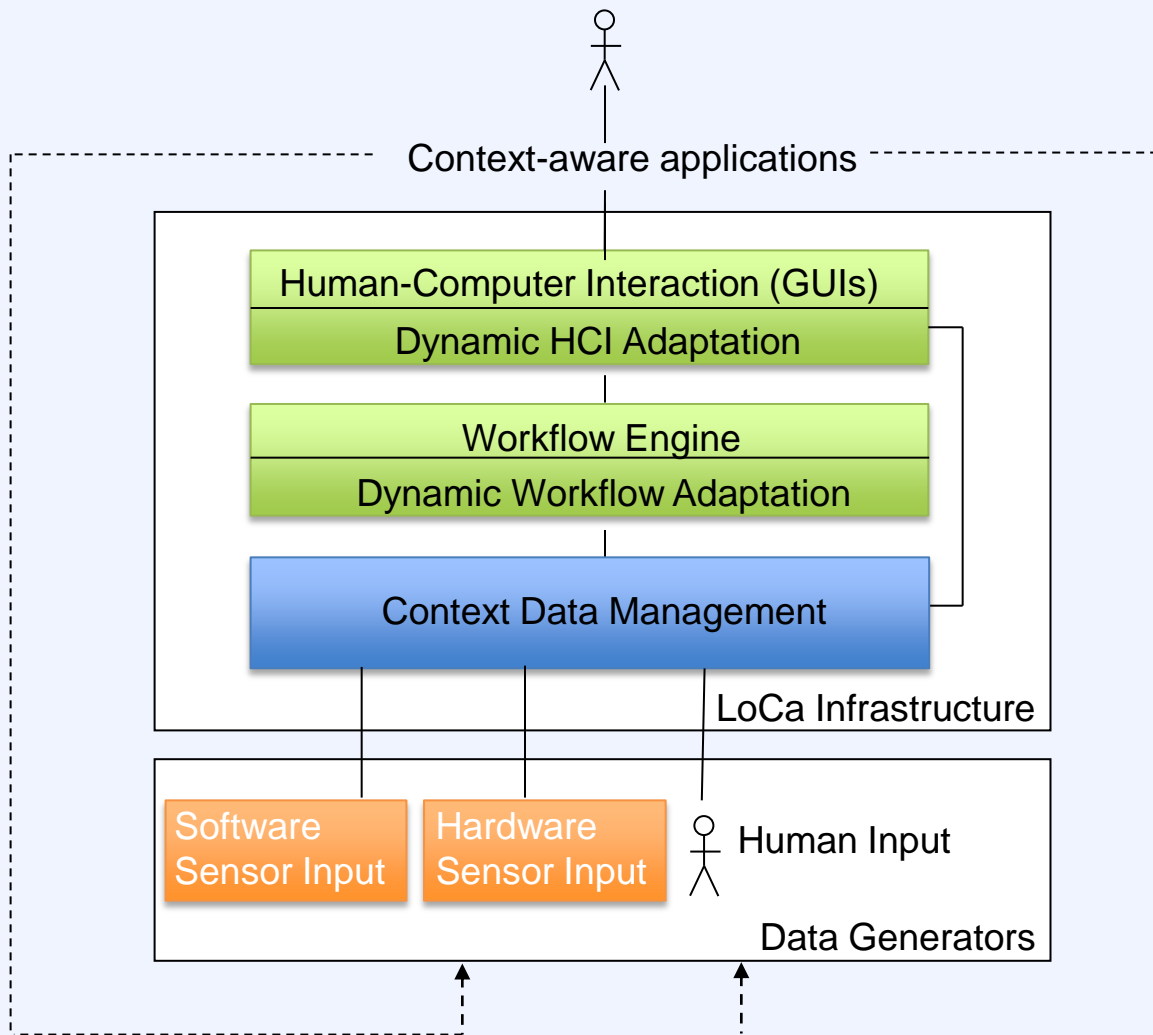 Context-aware applications
Human-Computer Interaction (GUIs)
Dynamic HCI Adaptation
Workflow Engine
Dynamic Workflow Adaptation
Context Data Management
LoCa Infrastructure
Software
Sensor Input
Hardware
Sensor Input
Human Input
Data Generators